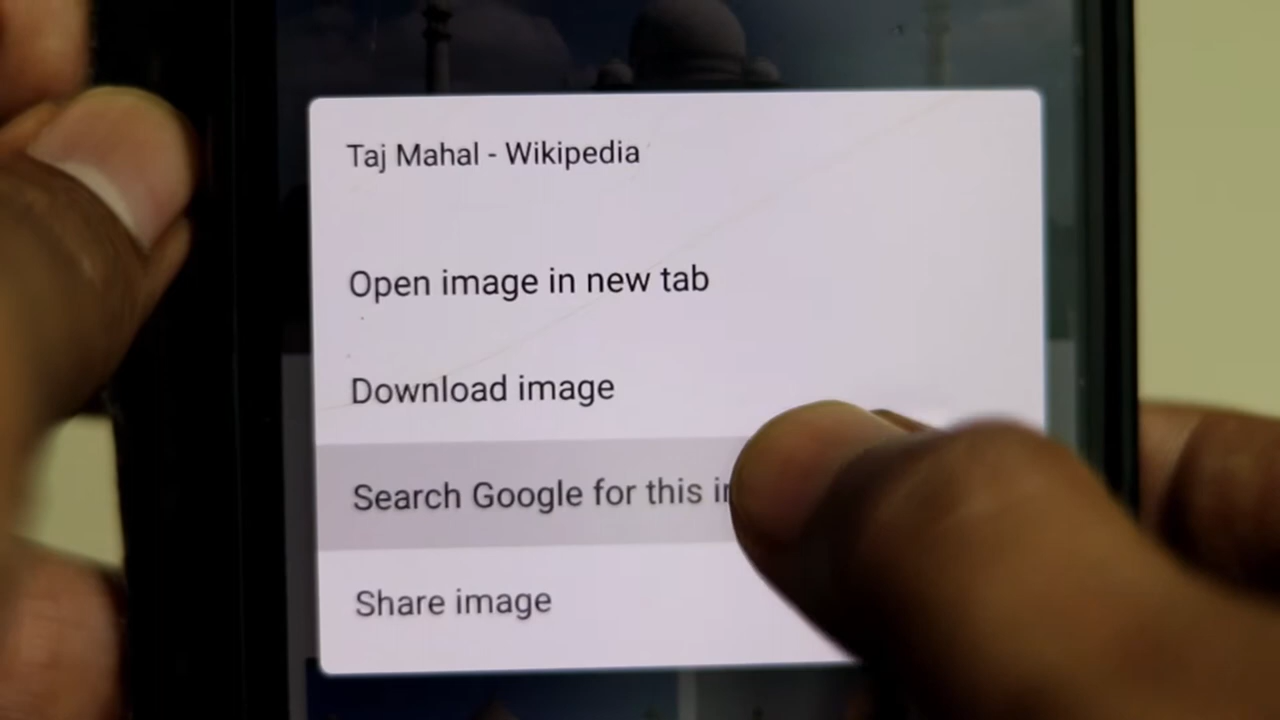 Taj Mahal - Wikipedia
Open image in new tab
Download image
Search Google for this
Share image